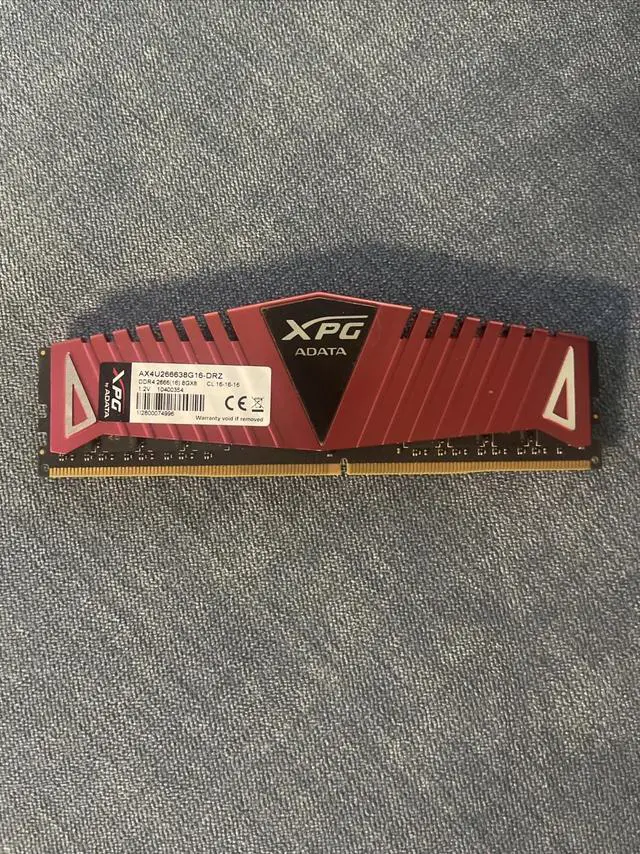 XPG
ADATA
XPG
by ADATA
AX4U266638G16-DRZ
DDR4 2666(16) 8GX8 CL 16-16-16
1.2V 10400354
1I2600074996
CE
Warranty void if removed